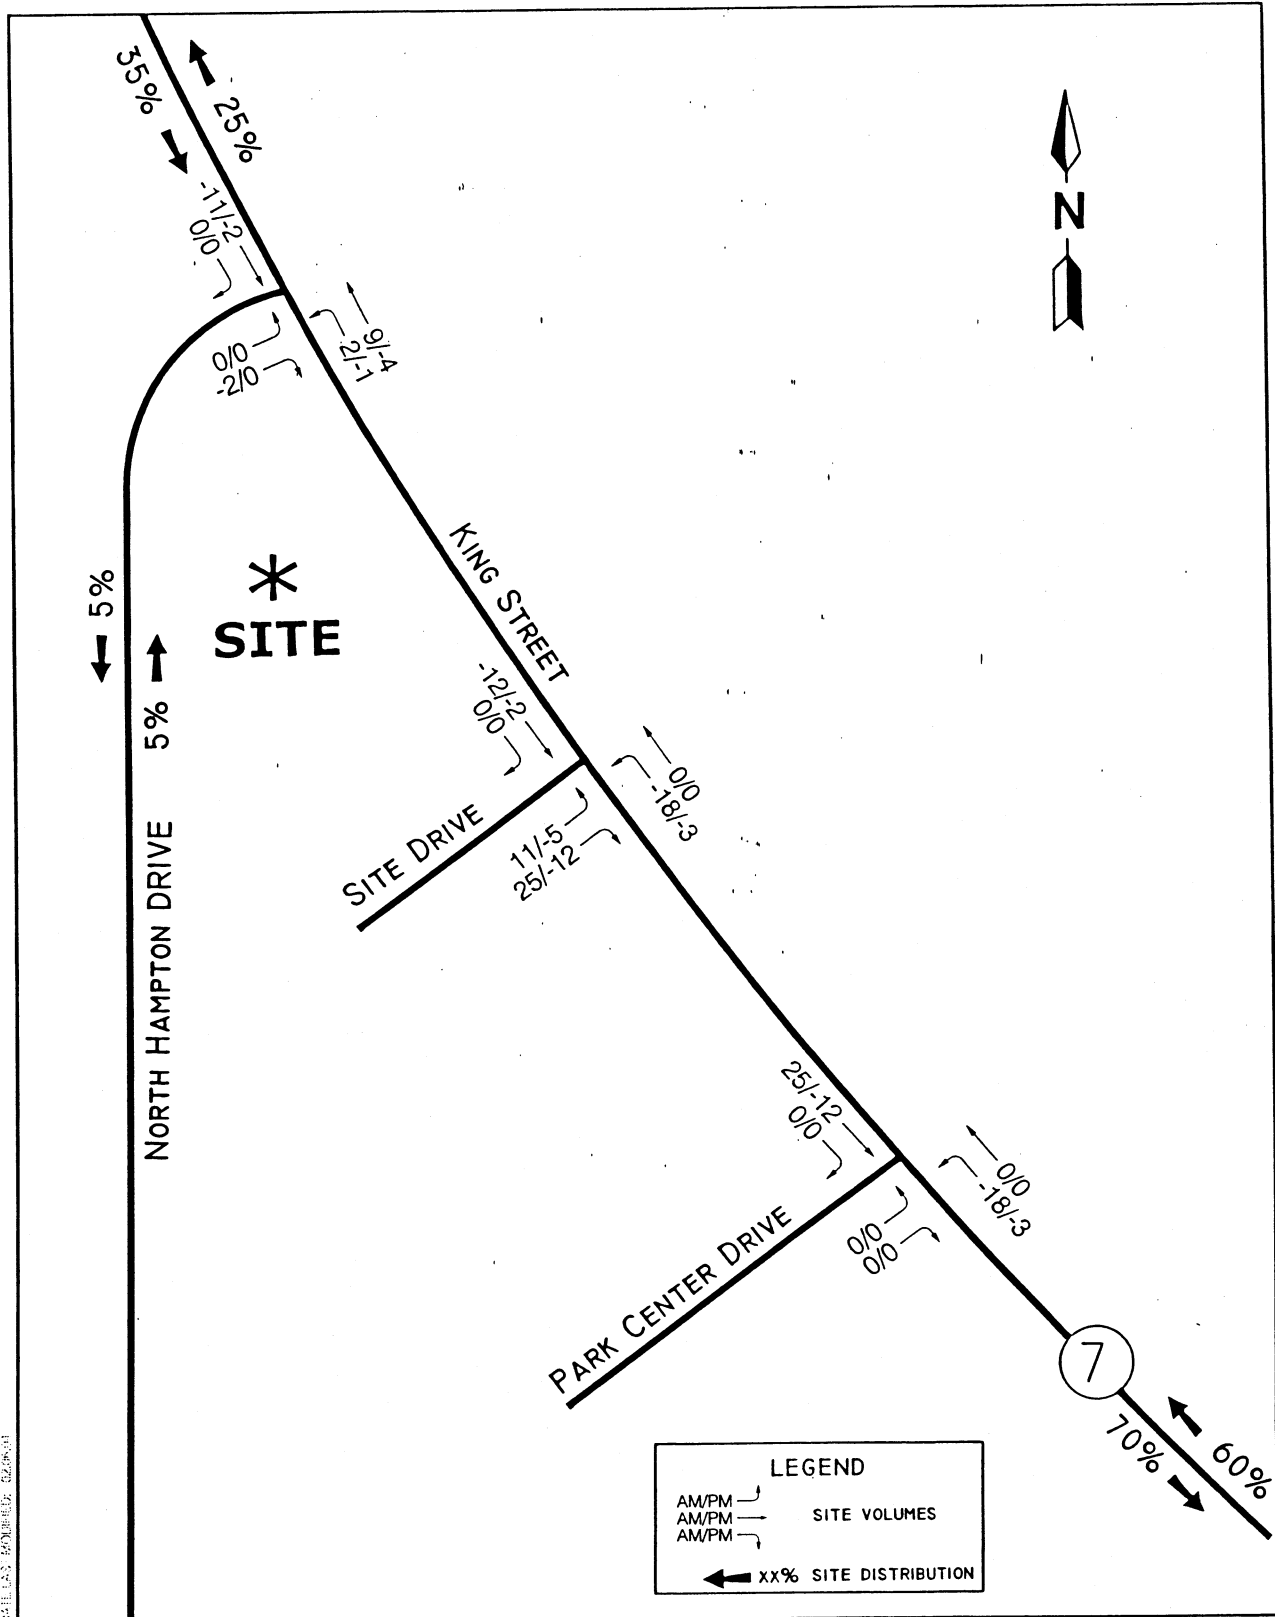 35%
25%
N
-11/-2
0/0
9/-4
2/-1
0/0
-2/0
KING STREET
5%
SITE
5%
-12/-2
0/0
0/0
-18/-3
SITE DRIVE
11/-5
25/-12
NORTH HAMPTON DRIVE
25/-12
0/0
0/0
-18/-3
0/0
0/0
PARK CENTER DRIVE
7
70%
60%
LEGEND
AM/PM
AM/PM
SITE VOLUMES
AM/PM
XX% SITE DISTRIBUTION